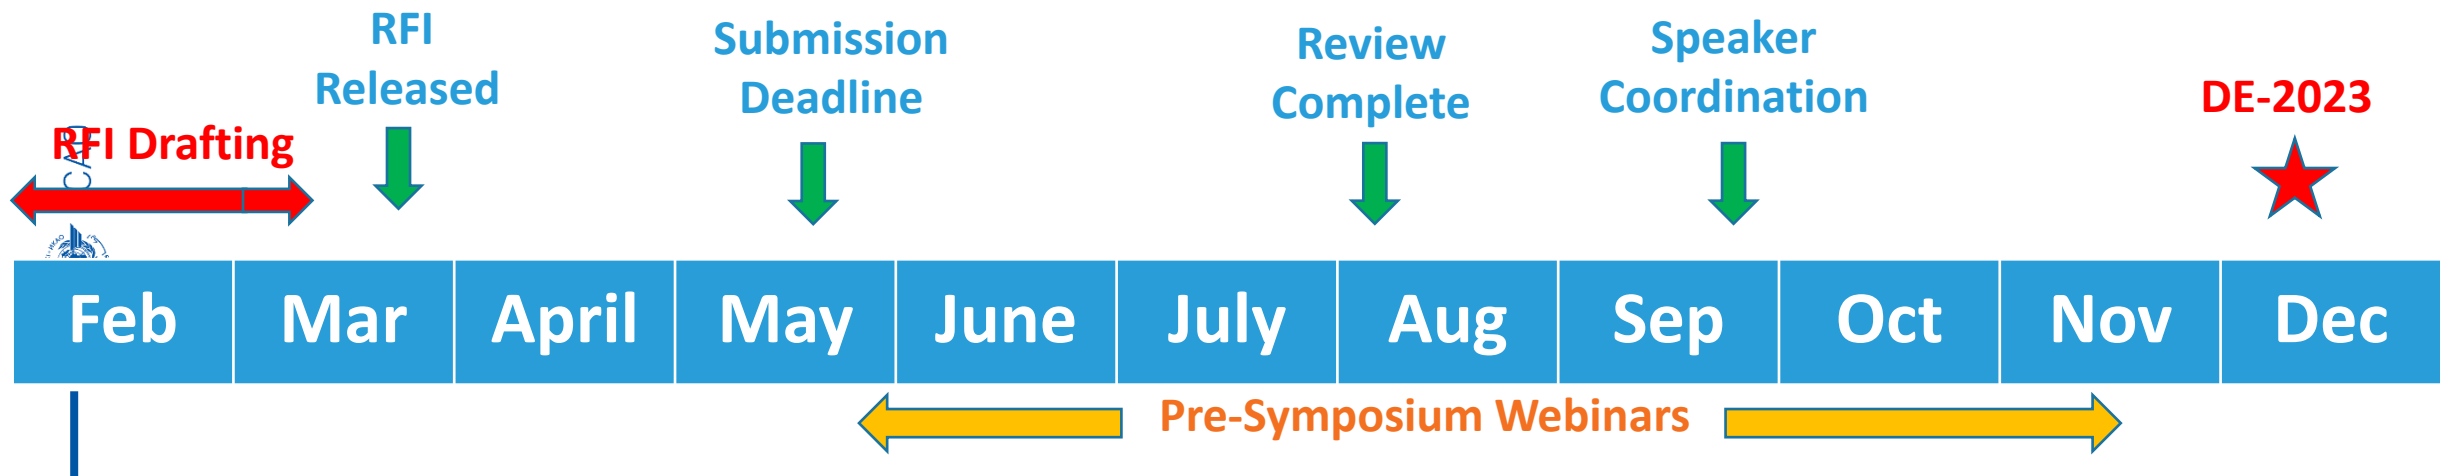 RFI
Released
Submission
Deadline
Review
Complete
Speaker
Coordination
DE-2023
RFI Drafting
Feb Mar April May June July Aug Sep Oct Nov Dec
Pre-Symposium Webinars